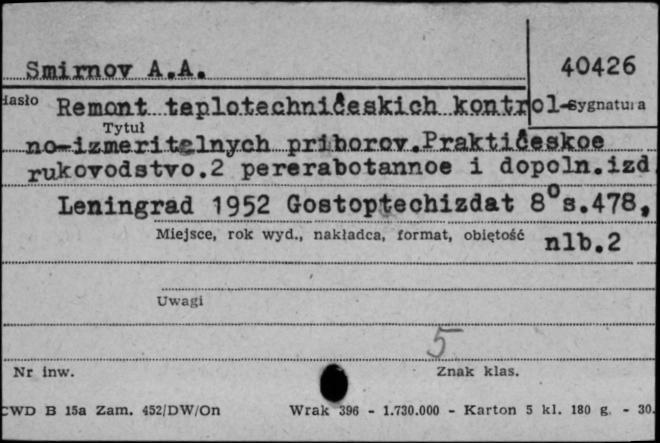 Smirnov A.A.
40426
Hasło Remont teplotechničeskich kontrol- Sygnatura
Tytuł
no-izmeritelnych priborov.Praktičeskoe
rukovodstvo.2 pererabotannoe i dopoln.izd
Leningrad 1952 Gostoptechizdat 8°s.478,
Miejsce, rok wyd., nakładca, format, obiętość nlb.2
Uwagi
5
Nr inw. Znak klas.
CWD B 15a Zam. 452/DW/On Wrak 396 - 1.730.000 - Karton 5 kl. 180 g. - 30.